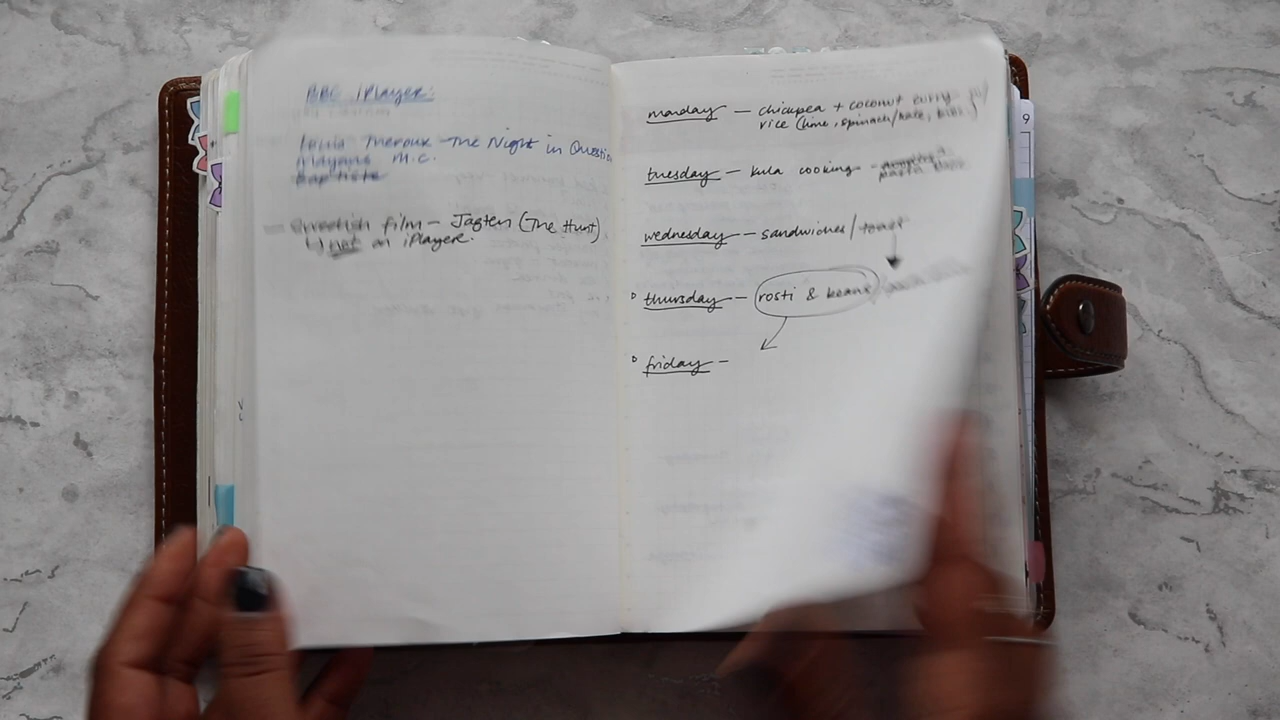 BBC iPlayer:
Louis Theroux - The Night in Question
Mayans M.C.
Baptiste
— Swedish film - Jagten (The Hunt)
not on iPlayer.
monday — chickpea + coconut curry
rice (lime, spinach/kale,
tuesday — kula cooking -
pasta
wednesday — sandwiches / toast
thursday — rosti & beans
friday —
9